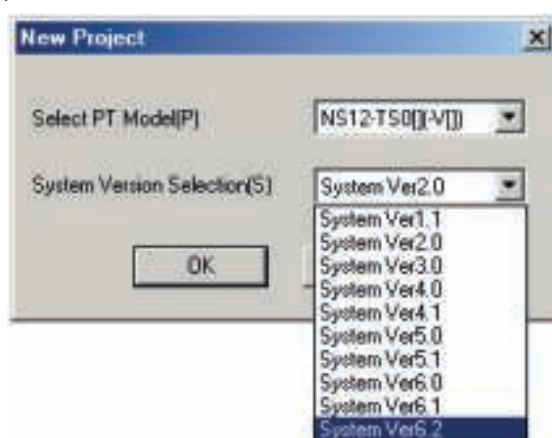 New Project
Select PT Model(P)
NS12-TS0[](-V[])
System Version Selection(S)
System Ver2.0
System Ver1.1
System Ver2.0
System Ver3.0
System Ver4.0
System Ver4.1
System Ver5.0
System Ver5.1
System Ver6.0
System Ver6.1
System Ver6.2
OK